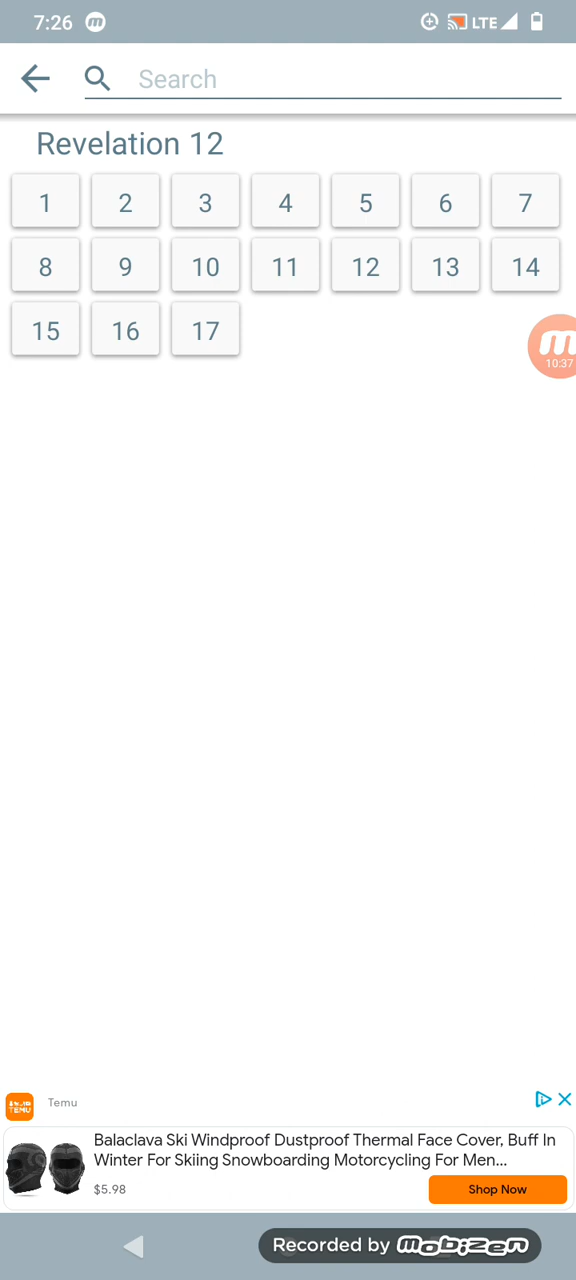 7:26 m LTE
Search
Revelation 12
1 2 3 4 5 6 7
8 9 10 11 12 13 14
15 16 17
m
10:37
TEMU
Temu
Balaclava Ski Windproof Dustproof Thermal Face Cover, Buff In
Winter For Skiing Snowboarding Motorcycling For Men...
$5.98 Shop Now
Recorded by mobizen